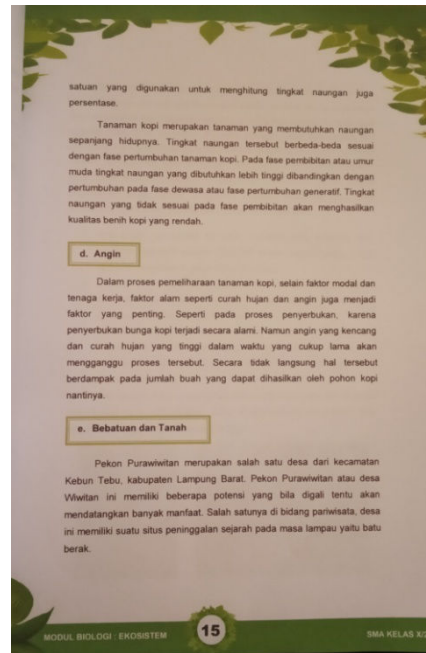 satuan yang digunakan untuk menghitung tingkat naungan juga
persentase.
Tanaman kopi merupakan tanaman yang membutuhkan naungan
sepanjang hidupnya. Tingkat naungan tersebut berbeda-beda sesuai
dengan fase pertumbuhan tanaman kopi. Pada fase pembibitan atau umur
muda tingkat naungan yang dibutuhkan lebih tinggi dibandingkan dengan
pertumbuhan pada fase dewasa atau fase pertumbuhan generatif. Tingkat
naungan yang tidak sesuai pada fase pembibitan akan menghasilkan
kualitas benih kopi yang rendah.
d. Angin
Dalam proses pemeliharaan tanaman kopi, selain faktor modal dan
tenaga kerja, faktor alam seperti curah hujan dan angin juga menjadi
faktor yang penting. Seperti pada proses penyerbukan, karena
penyerbukan bunga kopi terjadi secara alami. Namun angin yang kencang
dan curah hujan yang tinggi dalam waktu yang cukup lama akan
mengganggu proses tersebut. Secara tidak langsung hal tersebut
berdampak pada jumlah buah yang dapat dihasilkan oleh pohon kopi
nantinya.
e. Bebatuan dan Tanah
Pekon Purawiwitan merupakan salah satu desa dari kecamatan
Kebun Tebu, kabupaten Lampung Barat. Pekon Purawiwitan atau desa
Wiwitan ini memiliki beberapa potensi yang bila digali tentu akan
mendatangkan banyak manfaat. Salah satunya di bidang pariwisata, desa
ini memiliki suatu situs peninggalan sejarah pada masa lampau yaitu batu
berak.
MODUL BIOLOGI : EKOSISTEM
15
SMA KELAS X/2